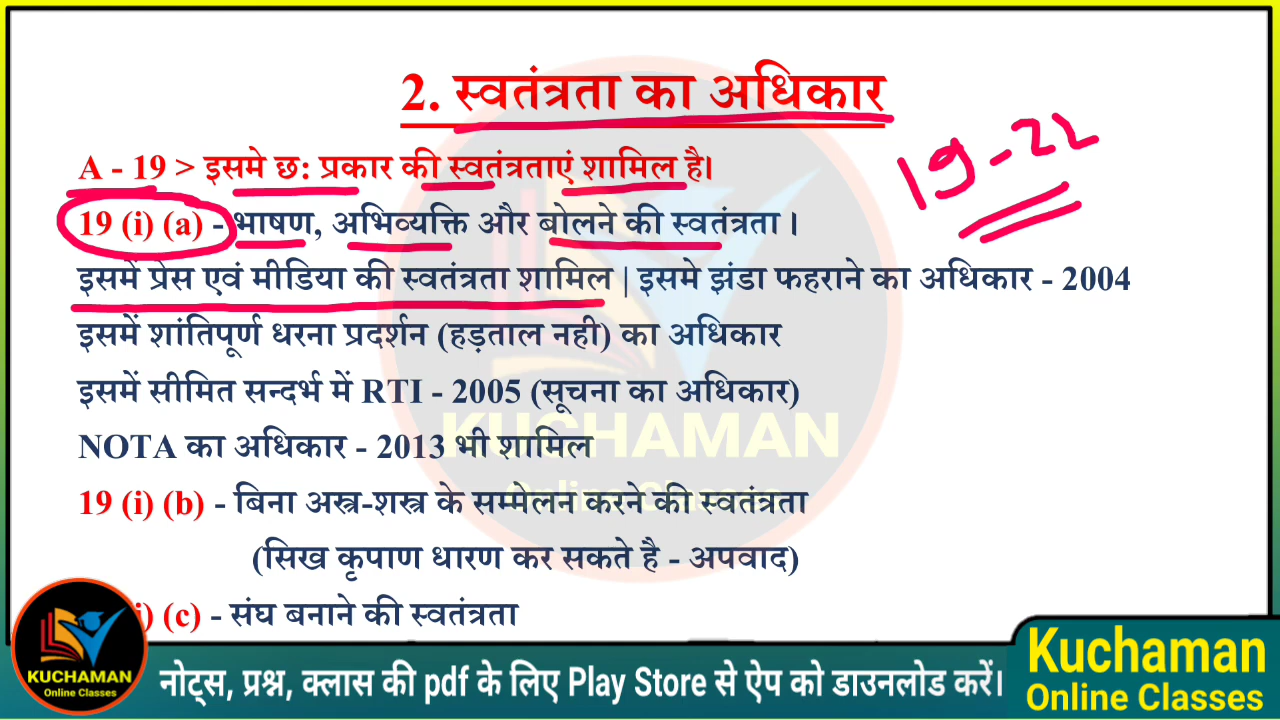 2. स्वतंत्रता का अधिकार
19-22
A - 19 > इसमे छ: प्रकार की स्वतंत्रताएं शामिल है।
19 (i) (a) - भाषण, अभिव्यक्ति और बोलने की स्वतंत्रता ।
इसमें प्रेस एवं मीडिया की स्वतंत्रता शामिल | इसमे झंडा फहराने का अधिकार - 2004
इसमें शांतिपूर्ण धरना प्रदर्शन (हड़ताल नही) का अधिकार
इसमें सीमित सन्दर्भ में RTI - 2005 (सूचना का अधिकार)
KUCHAMAN
NOTA का अधिकार - 2013 भी शामिल
Online Classes
19 (i) (b) - बिना अस्त्र-शस्त्र के सम्मेलन करने की स्वतंत्रता
(सिख कृपाण धारण कर सकते है - अपवाद)
) (c) - संघ बनाने की स्वतंत्रता
KUCHAMAN
Online Classes
नोट्स, प्रश्न, क्लास की pdf के लिए Play Store से ऐप को डाउनलोड करें।
Kuchaman
Online Classes